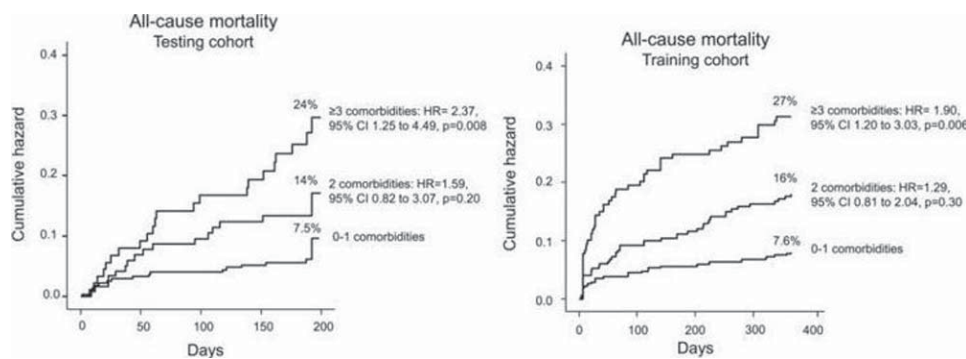 All-cause mortality
Testing cohort
Cumulative hazard
0.4
0.3
0.2
0.1
0.0
24%
≥3 comorbidities: HR= 2.37,
95% CI 1.25 to 4.49, p=0.008
14%
2 comorbidities: HR=1.59,
95% CI 0.82 to 3.07, p=0.20
7.5%
0-1 comorbidities
0 50 100 150 200
Days
All-cause mortality
Training cohort
Cumulative hazard
0.4
0.3
0.2
0.1
0.0
27%
≥3 comorbidities: HR= 1.90,
95% CI 1.20 to 3.03, p=0.006
16%
2 comorbidities: HR=1.29,
95% CI 0.81 to 2.04, p=0.30
7.6%
0-1 comorbidities
0 100 200 300 400
Days